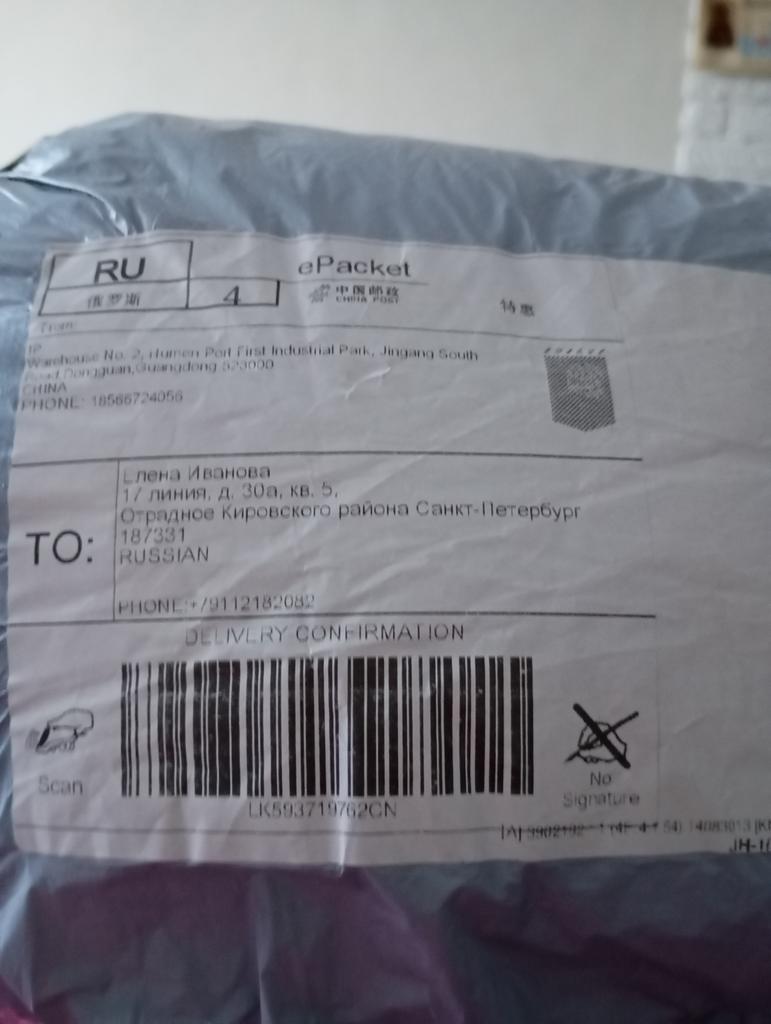 RU
ePacket
俄罗斯
4
中国邮政
CHINA POST
特惠
From:
Warehouse No. 2, Humen Port First Industrial Park, Jingang South
Road,Dongguan,Guangdong 523000
CHINA
PHONE: 18566724056
TO:
Елена Иванова
17 линия, д. 30а, кв. 5,
Отрадное Кировского района Санкт-Петербург
187331
RUSSIAN
PHONE:+79112182082
DELIVERY CONFIRMATION
Scan
No
Signature
LK593719762CN